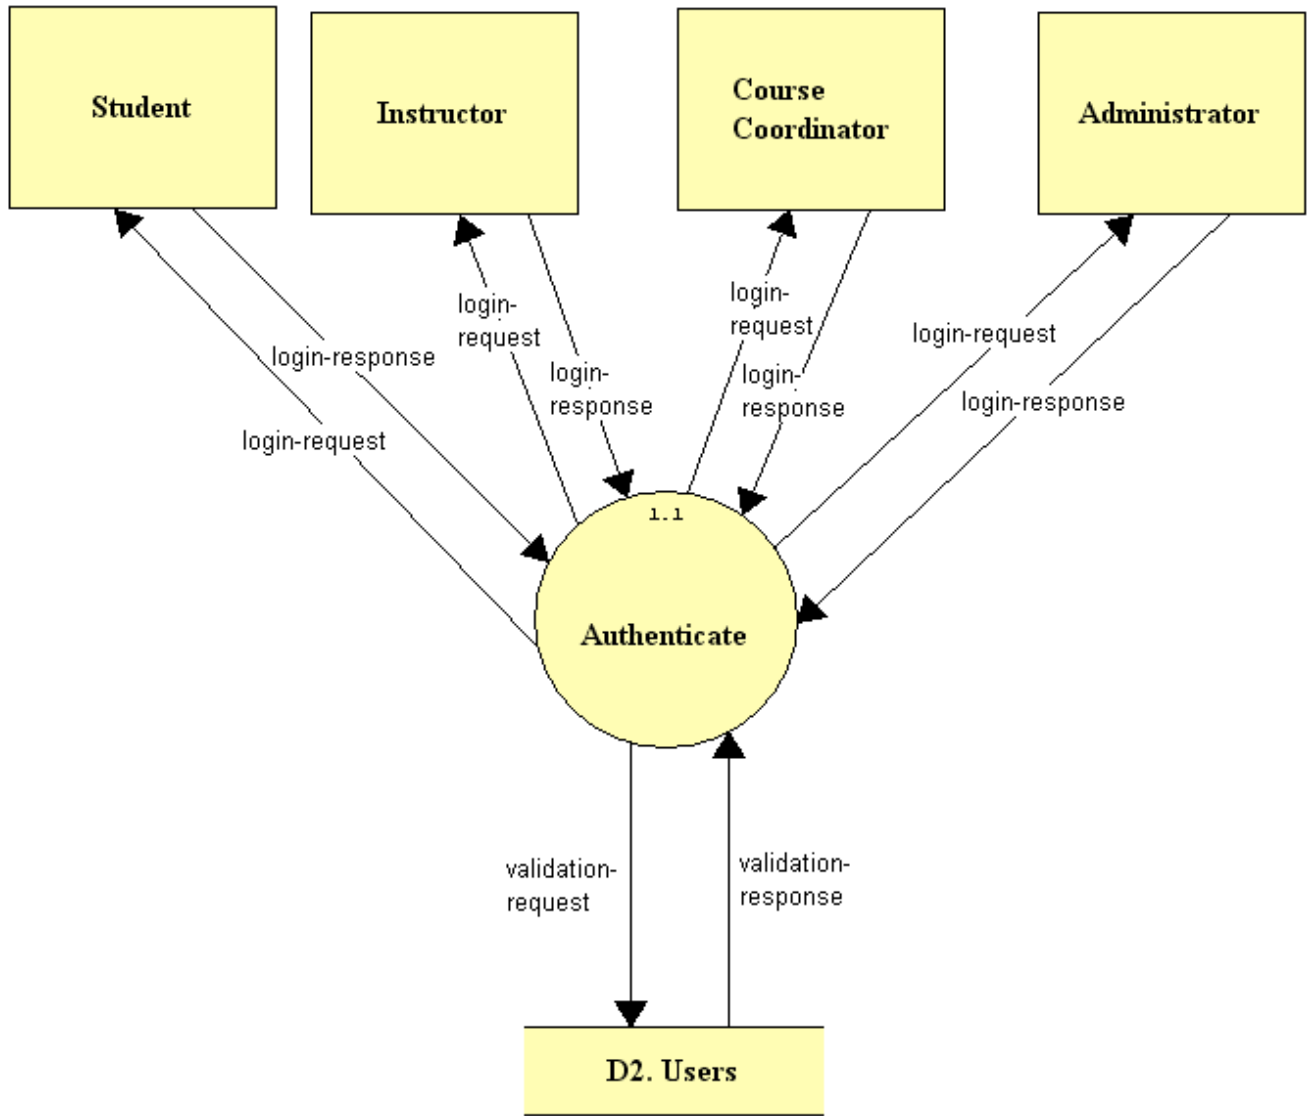 Student
Instructor
Course
Coordinator
Administrator
login-
request
login-response
login-request
login-
response
login-
request
login-
response
login-request
login-response
1.1
Authenticate
validation-
request
validation-
response
D2. Users